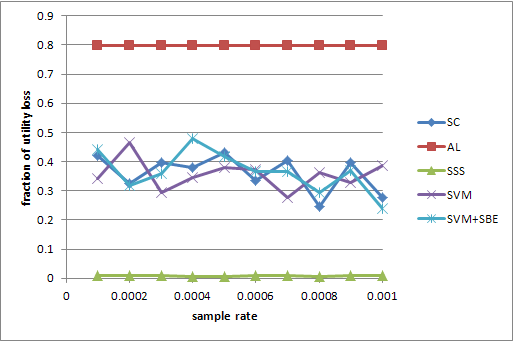 0.9
0.8
0.7
0.6
0.5
0.4
0.3
0.2
0.1
0
fraction of utility loss
0 0.0002 0.0004 0.0006 0.0008 0.001
sample rate
SC
AL
SSS
SVM
SVM+SBE